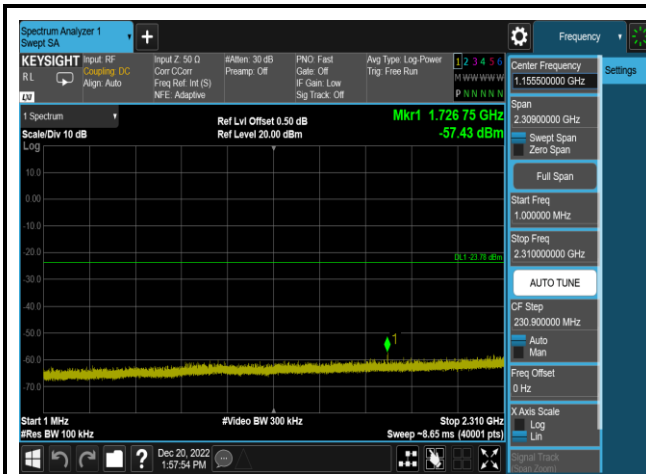 Spectrum Analyzer 1
Swept SA
Frequency
KEYSIGHT
RL
LXI
Input: RF
Coupling: DC
Align: Auto
Input Z: 50 Ω
Corr CCorr
Freq Ref: Int (S)
NFE: Adaptive
#Atten: 30 dB
Preamp: Off
PNO: Fast
Gate: Off
IF Gain: Low
Sig Track: Off
Avg Type: Log-Power
Trig: Free Run
1 2 3 4 5 6
M W W W W W
P N N N N N
1 Spectrum
Scale/Div 10 dB
Log
Ref Lvl Offset 0.50 dB
Ref Level 20.00 dBm
Mkr1 1.726 75 GHz
-57.43 dBm
10.0
0.00
-10.0
-20.0
DL1 -23.78 dBm
-30.0
-40.0
-50.0
1
-60.0
-70.0
Start 1 MHz
#Video BW 300 kHz
Stop 2.310 GHz
#Res BW 100 kHz
Sweep ~8.65 ms (40001 pts)
Dec 20, 2022
1:57:54 PM
Center Frequency
1.155500000 GHz
Settings
Span
2.30900000 GHz
Swept Span
Zero Span
Full Span
Start Freq
1.000000 MHz
Stop Freq
2.310000000 GHz
AUTO TUNE
CF Step
230.900000 MHz
Auto
Man
Freq Offset
0 Hz
X Axis Scale
Log
Lin
Signal Track
(Span Zoom)